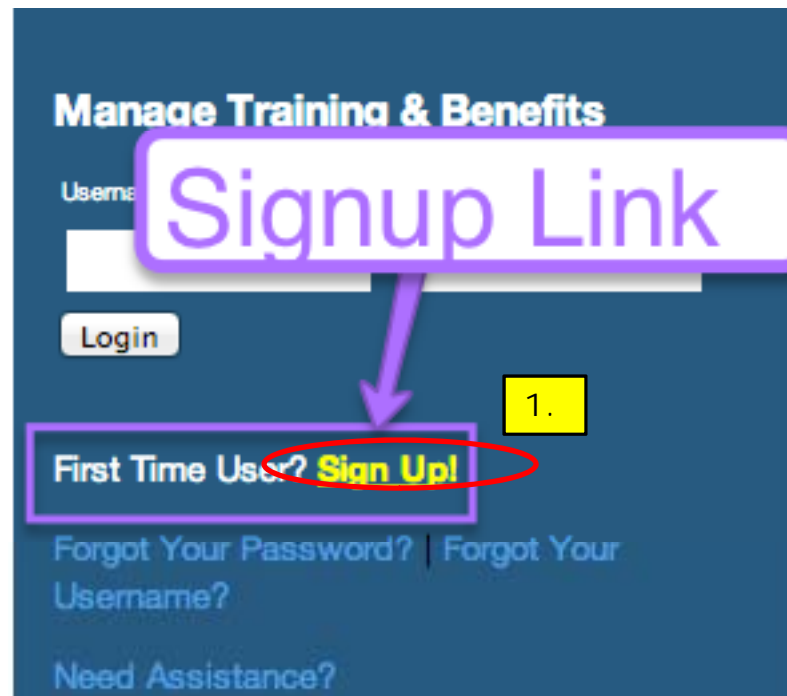 Manage Training & Benefits
Signup Link
Login
1.
First Time User? Sign Up!
Forgot Your Password? | Forgot Your
Username?
Need Assistance?